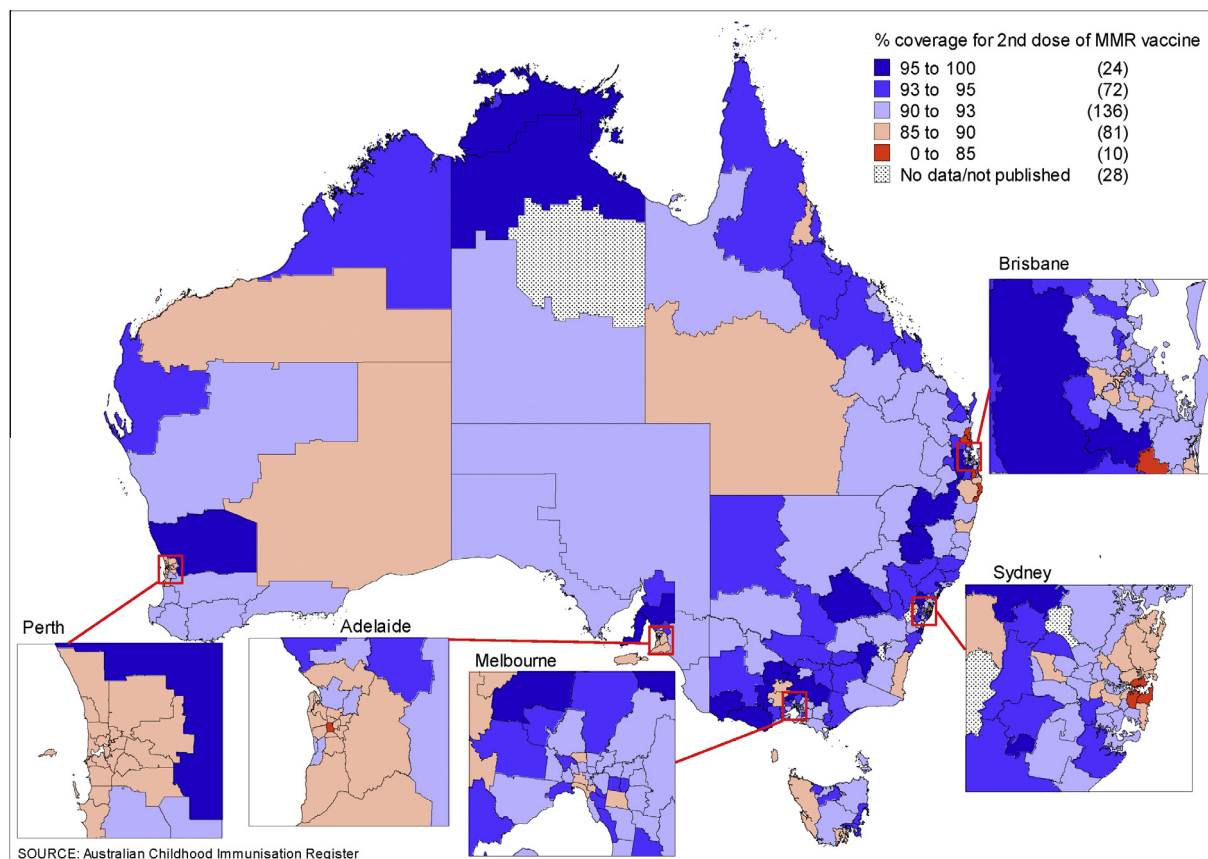 % coverage for 2nd dose of MMR vaccine
95 to 100 (24)
93 to 95 (72)
90 to 93 (136)
85 to 90 (81)
0 to 85 (10)
No data/not published (28)
Brisbane
Sydney
Perth
Adelaide
Melbourne
SOURCE: Australian Childhood Immunisation Register